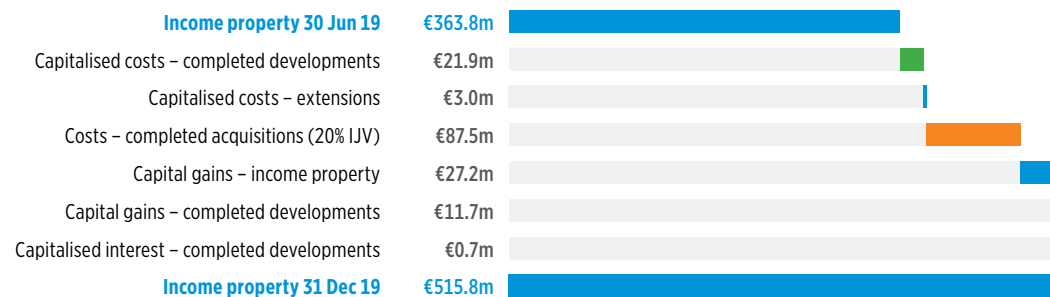 Income property 30 Jun 19 €363.8m
Capitalised costs – completed developments €21.9m
Capitalised costs – extensions €3.0m
Costs – completed acquisitions (20% IJV) €87.5m
Capital gains – income property €27.2m
Capital gains – completed developments €11.7m
Capitalised interest – completed developments €0.7m
Income property 31 Dec 19 €515.8m